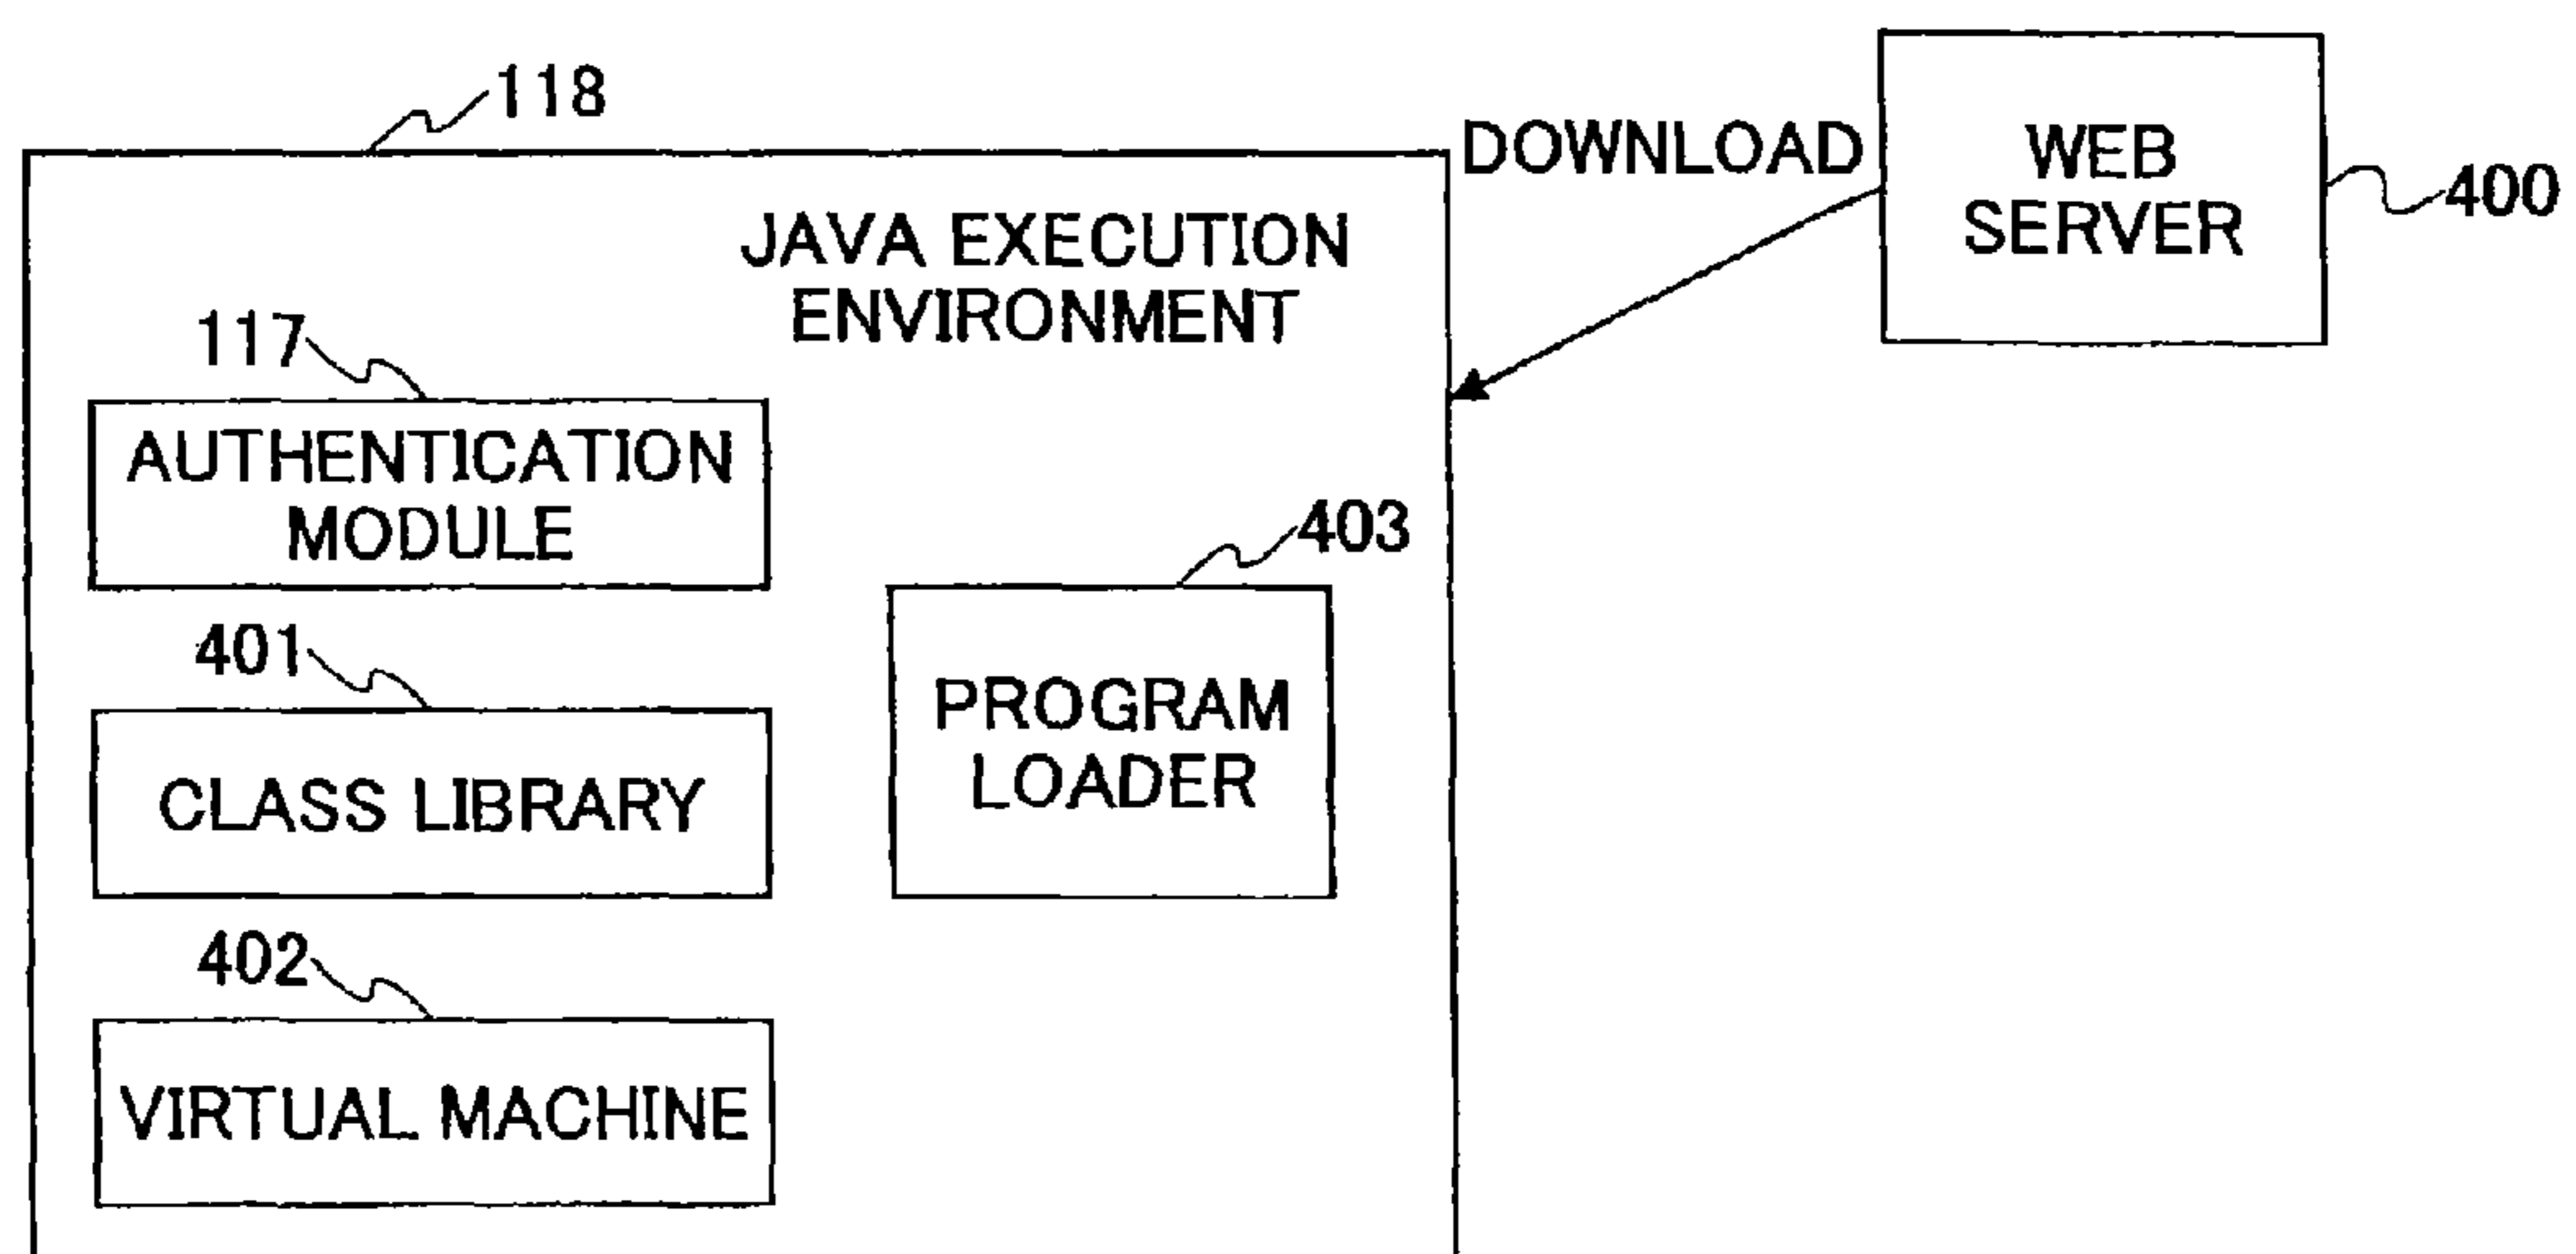 118
DOWNLOAD
WEB
SERVER
400
JAVA EXECUTION
ENVIRONMENT
117
AUTHENTICATION
MODULE
403
401
PROGRAM
LOADER
CLASS LIBRARY
402
VIRTUAL MACHINE